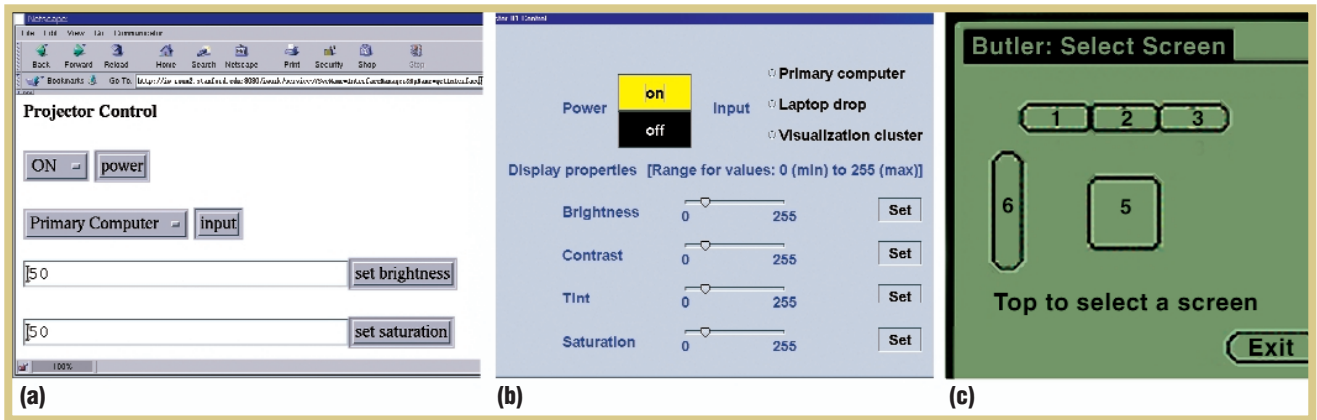 Netscape:
File Edit View Go Communicator
Back Forward Reload Home Search Netscape Print Security Shop Stop
Bookmarks Go To:
Projector Control
ON power
Primary Computer input
50 set brightness
50 set saturation
100%
(a)
Control
Power on off Input
Primary computer
Laptop drop
Visualization cluster
Display properties [Range for values: 0 (min) to 255 (max)]
Brightness 0 255 Set
Contrast 0 255 Set
Tint 0 255 Set
Saturation 0 255 Set
(b)
Butler: Select Screen
1 2 3
6 5
Top to select a screen
Exit
(c)